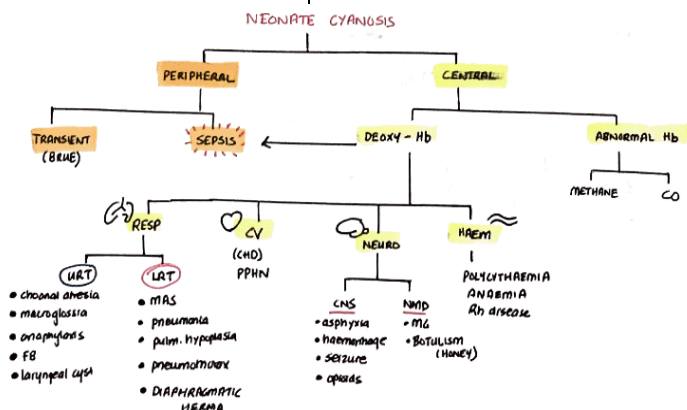 NEONATE CYANOSIS
PERIPHERAL
CENTRAL
TRANSIENT
(BRUE)
SEPSIS
DEOXY-Hb
ABNORMAL Hb
METHANE
CO
RESP
CV
(CHD)
PPHN
NEURO
HAEM
POLYCYTHAEMIA
ANAEMIA
Rh disease
URT
• choanal atresia
• macroglossia
• anaphylaxis
• FB
• laryngeal cyst
LRT
• MAS
• pneumonia
• pulm. hypoplasia
• pneumothorax
• DIAPHRAGMATIC
HERNIA
CNS
• asphyxia
• haemorrhage
• seizure
• opioids
NMD
• MG
• BOTULISM
(HONEY)